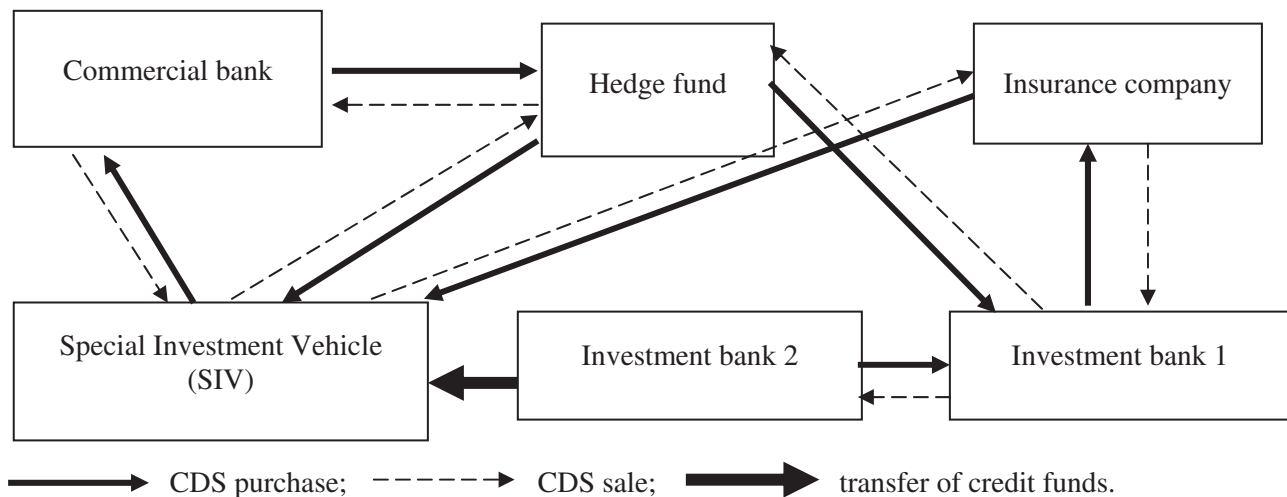 Commercial bank
Hedge fund
Insurance company
Special Investment Vehicle
(SIV)
Investment bank 2
Investment bank 1
CDS purchase;
CDS sale;
transfer of credit funds.